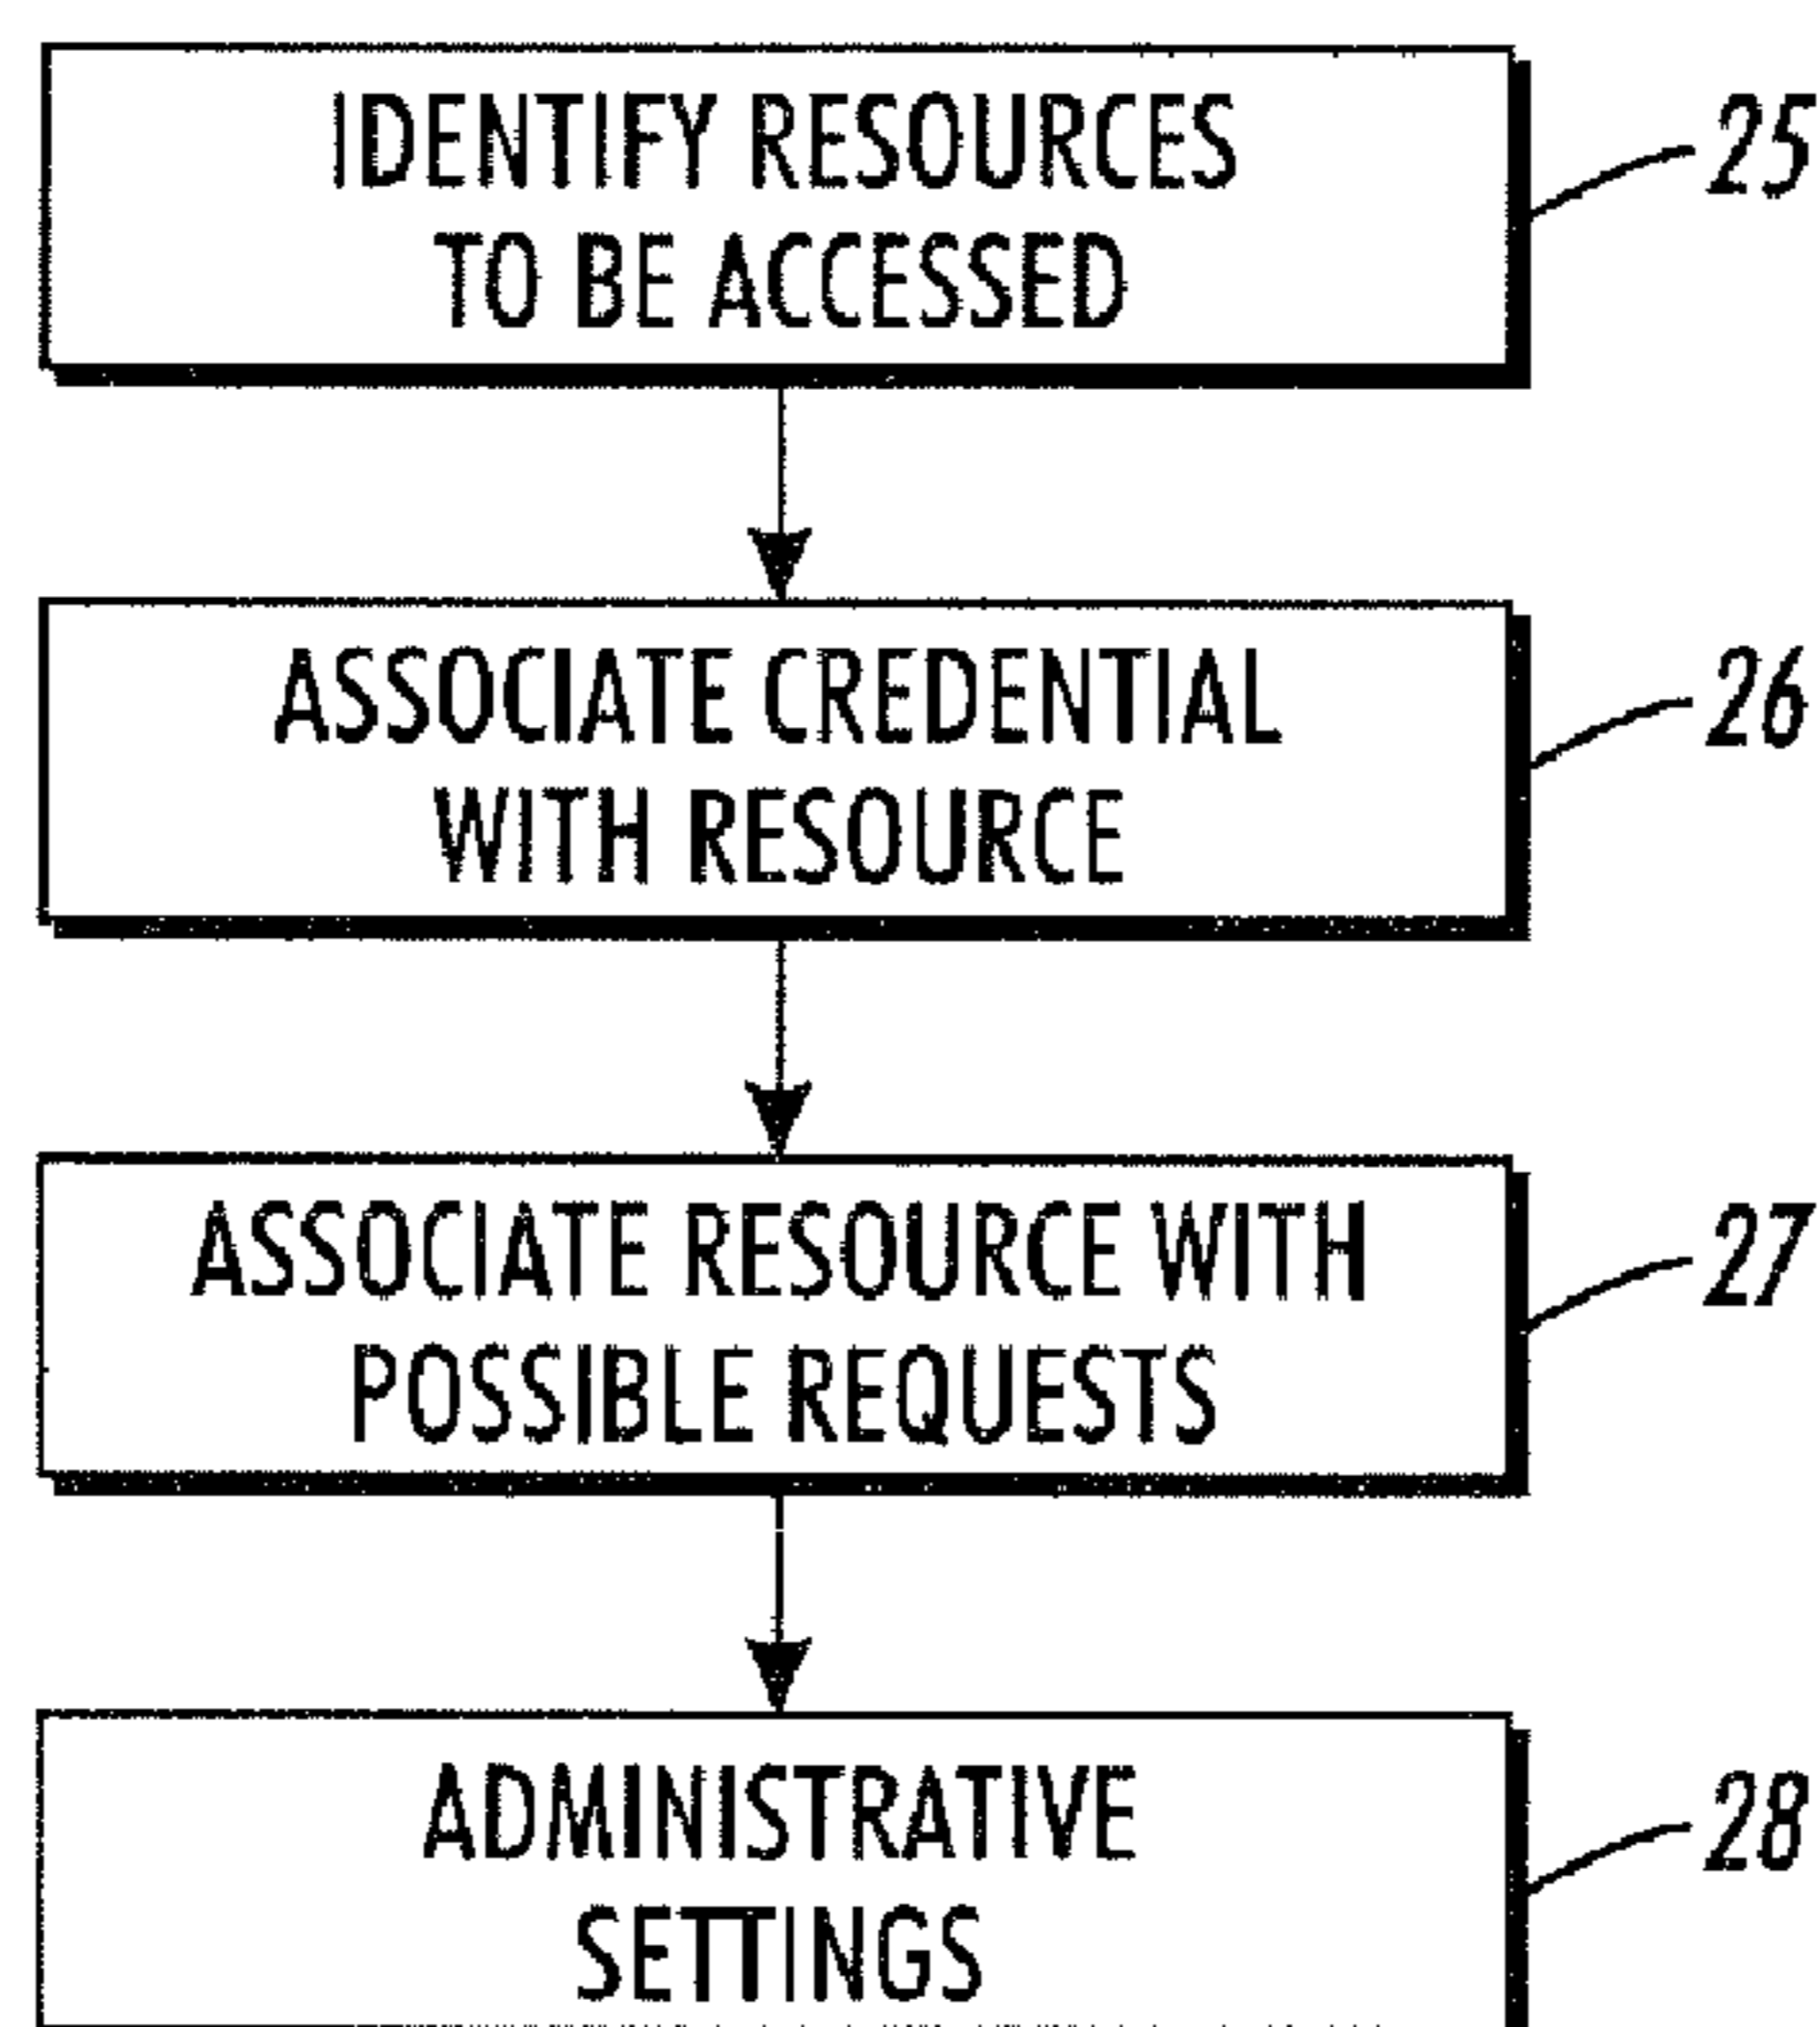 IDENTIFY RESOURCES
TO BE ACCESSED
25
ASSOCIATE CREDENTIAL
WITH RESOURCE
26
ASSOCIATE RESOURCE WITH
POSSIBLE REQUESTS
27
ADMINISTRATIVE
SETTINGS
28